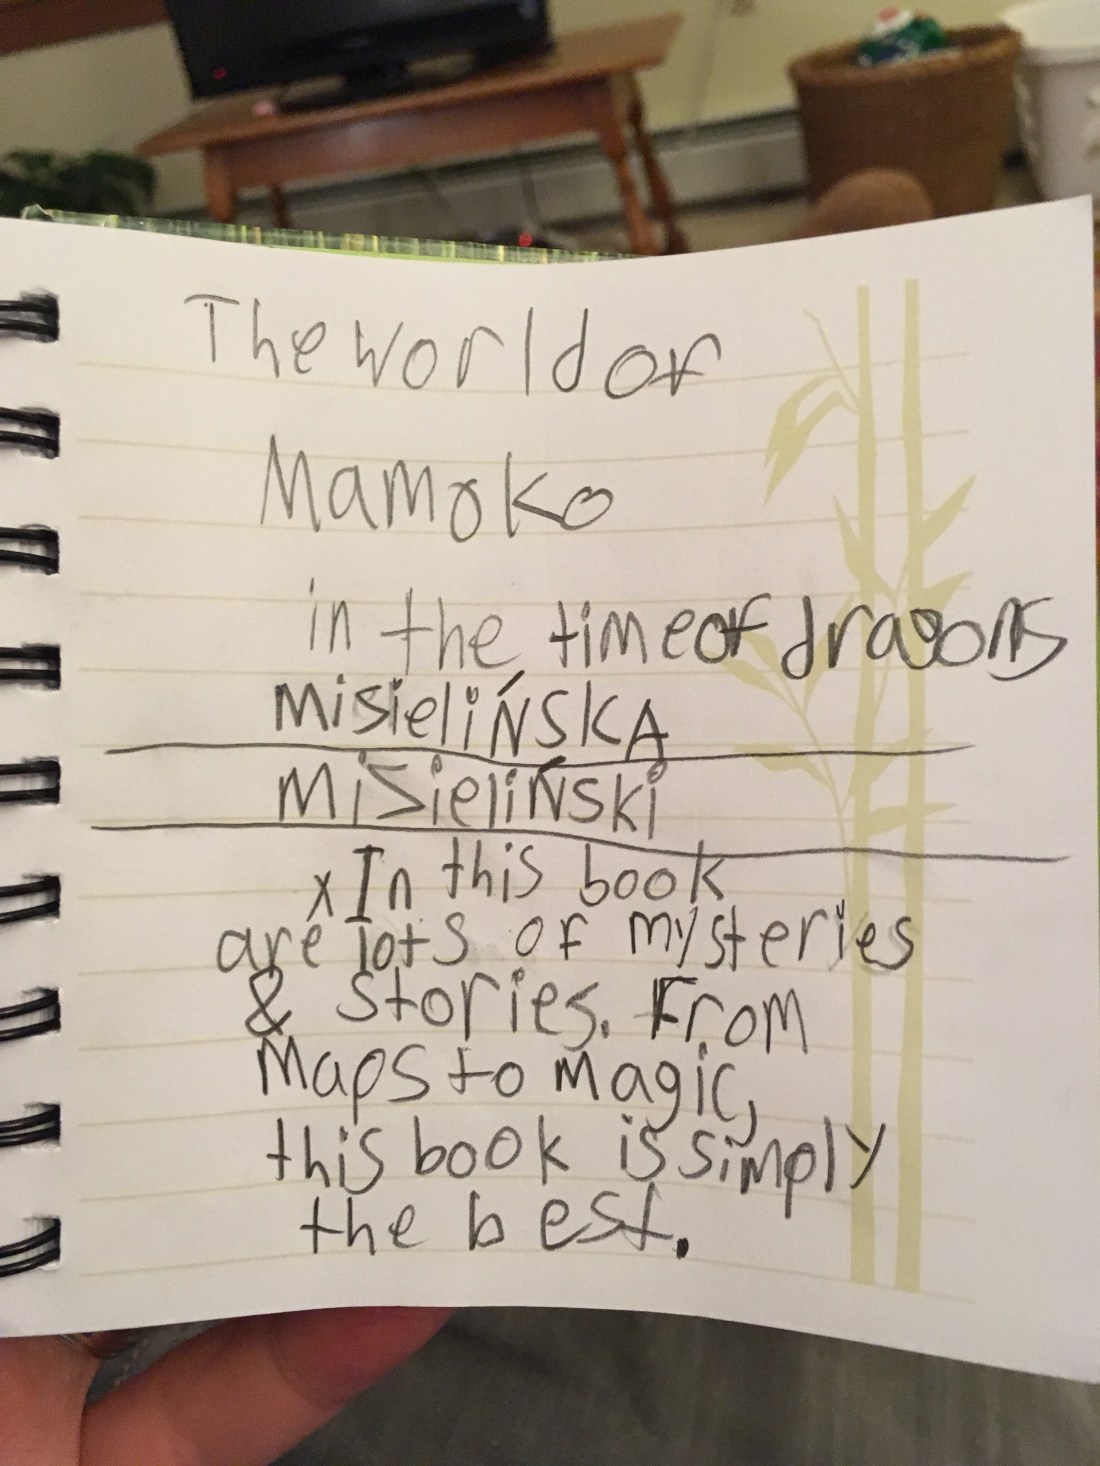 The world of
Mamoko
in the time of dragons
MisieliŃSKA
MiSieliŃSki
x In this book
are lots of mysteries
& stories. From
Maps to magic,
this book is simply
the best.